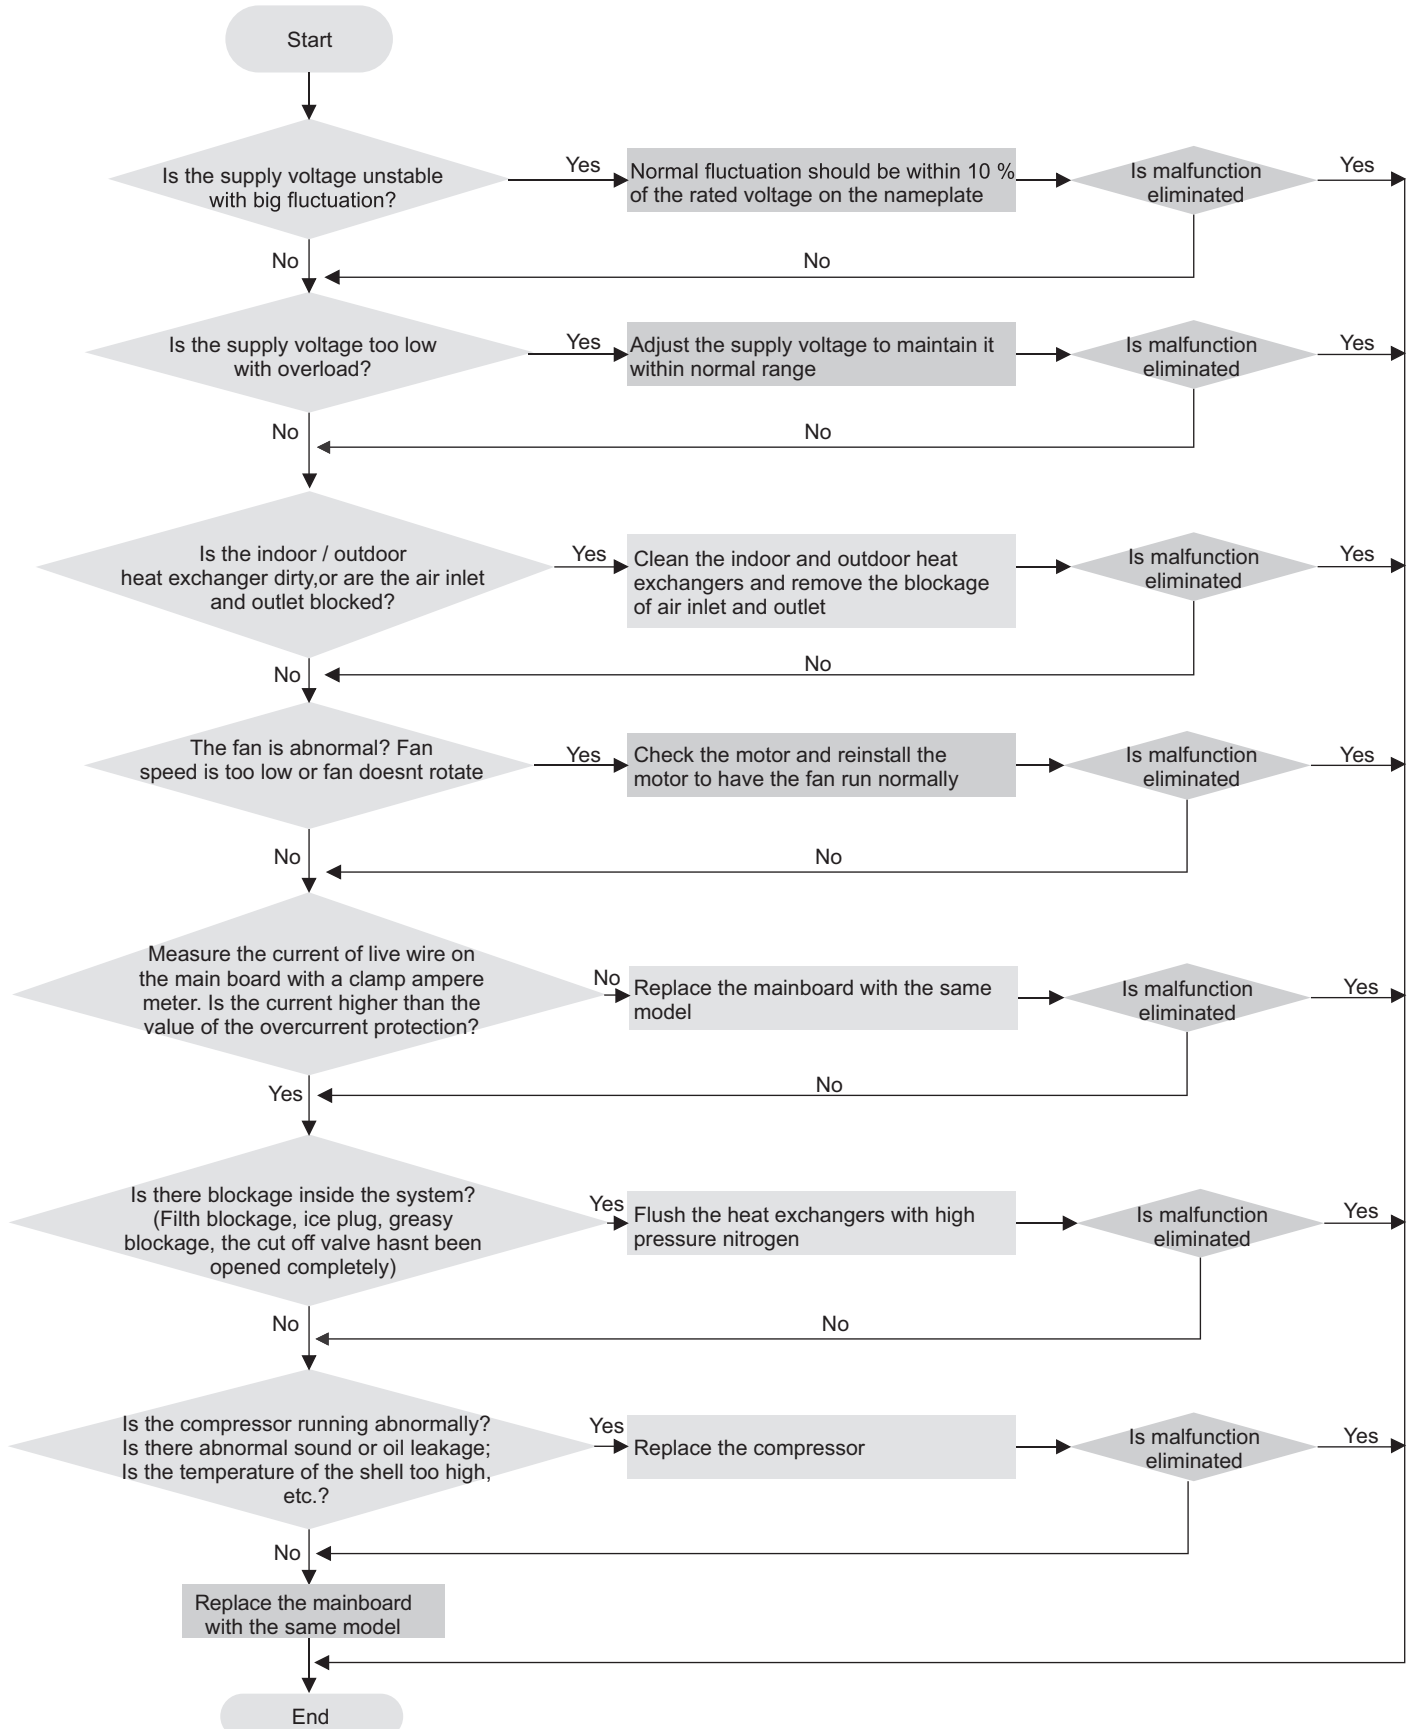 Start
Is the supply voltage unstable
with big fluctuation?
Yes
Normal fluctuation should be within 10 %
of the rated voltage on the nameplate
Is malfunction
eliminated
Yes
No
No
Is the supply voltage too low
with overload?
Yes
Adjust the supply voltage to maintain it
within normal range
Is malfunction
eliminated
Yes
No
No
Is the indoor / outdoor
heat exchanger dirty,or are the air inlet
and outlet blocked?
Yes
Clean the indoor and outdoor heat
exchangers and remove the blockage
of air inlet and outlet
Is malfunction
eliminated
Yes
No
No
The fan is abnormal? Fan
speed is too low or fan doesnt rotate
Yes
Check the motor and reinstall the
motor to have the fan run normally
Is malfunction
eliminated
Yes
No
No
Measure the current of live wire on
the main board with a clamp ampere
meter. Is the current higher than the
value of the overcurrent protection?
No
Replace the mainboard with the same
model
Is malfunction
eliminated
Yes
Yes
No
Is there blockage inside the system?
(Filth blockage, ice plug, greasy
blockage, the cut off valve hasnt been
opened completely)
Yes
Flush the heat exchangers with high
pressure nitrogen
Is malfunction
eliminated
Yes
No
No
Is the compressor running abnormally?
Is there abnormal sound or oil leakage;
Is the temperature of the shell too high,
etc.?
Yes
Replace the compressor
Is malfunction
eliminated
Yes
No
Replace the mainboard
with the same model
End